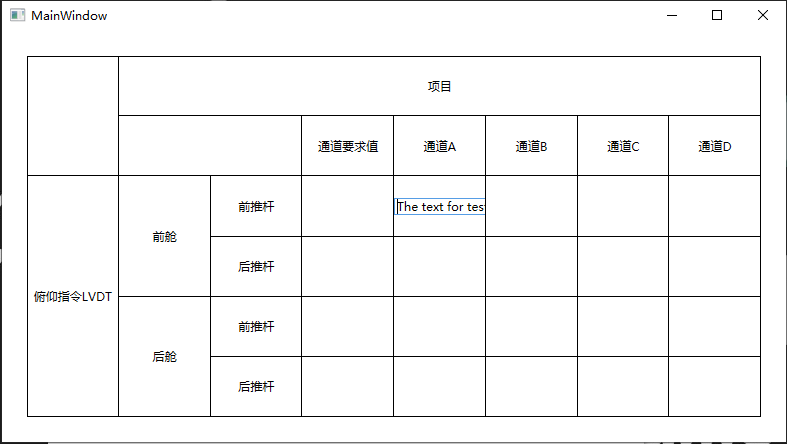 MainWindow
项目
通道要求值 通道A 通道B 通道C 通道D
前推杆 The text for tes
前舱
后推杆
俯仰指令LVDT
前推杆
后舱
后推杆